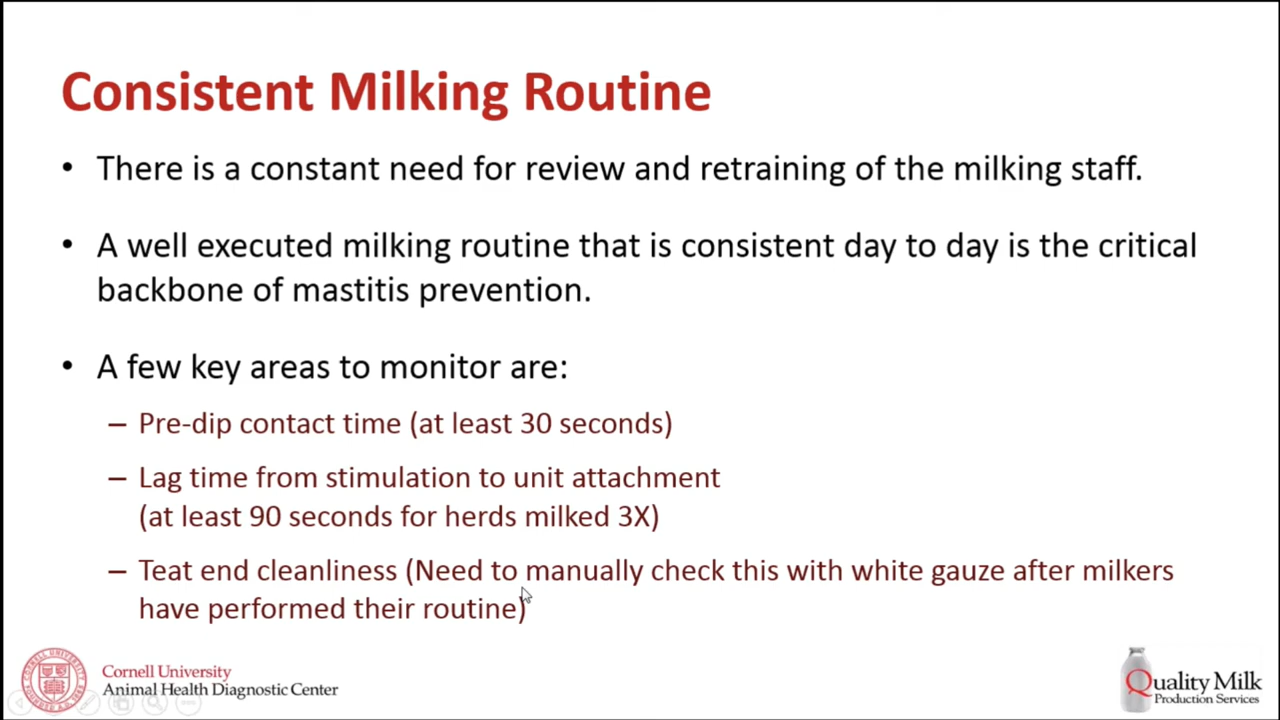 Consistent Milking Routine
• There is a constant need for review and retraining of the milking staff.
• A well executed milking routine that is consistent day to day is the critical
backbone of mastitis prevention.
• A few key areas to monitor are:
– Pre-dip contact time (at least 30 seconds)
– Lag time from stimulation to unit attachment
(at least 90 seconds for herds milked 3X)
– Teat end cleanliness (Need to manually check this with white gauze after milkers
have performed their routine)
Cornell University
Animal Health Diagnostic Center
Quality Milk
Production Services